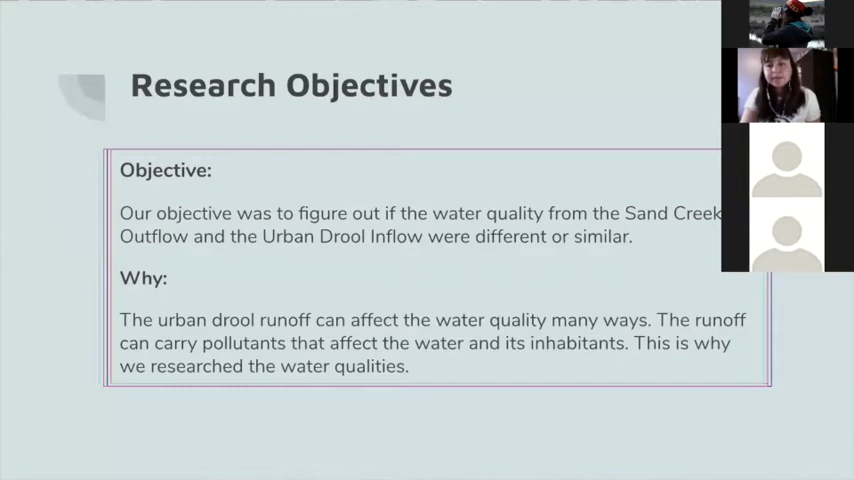 Research Objectives
Objective:
Our objective was to figure out if the water quality from the Sand Creek
Outflow and the Urban Drool Inflow were different or similar.
Why:
The urban drool runoff can affect the water quality many ways. The runoff
can carry pollutants that affect the water and its inhabitants. This is why
we researched the water qualities.